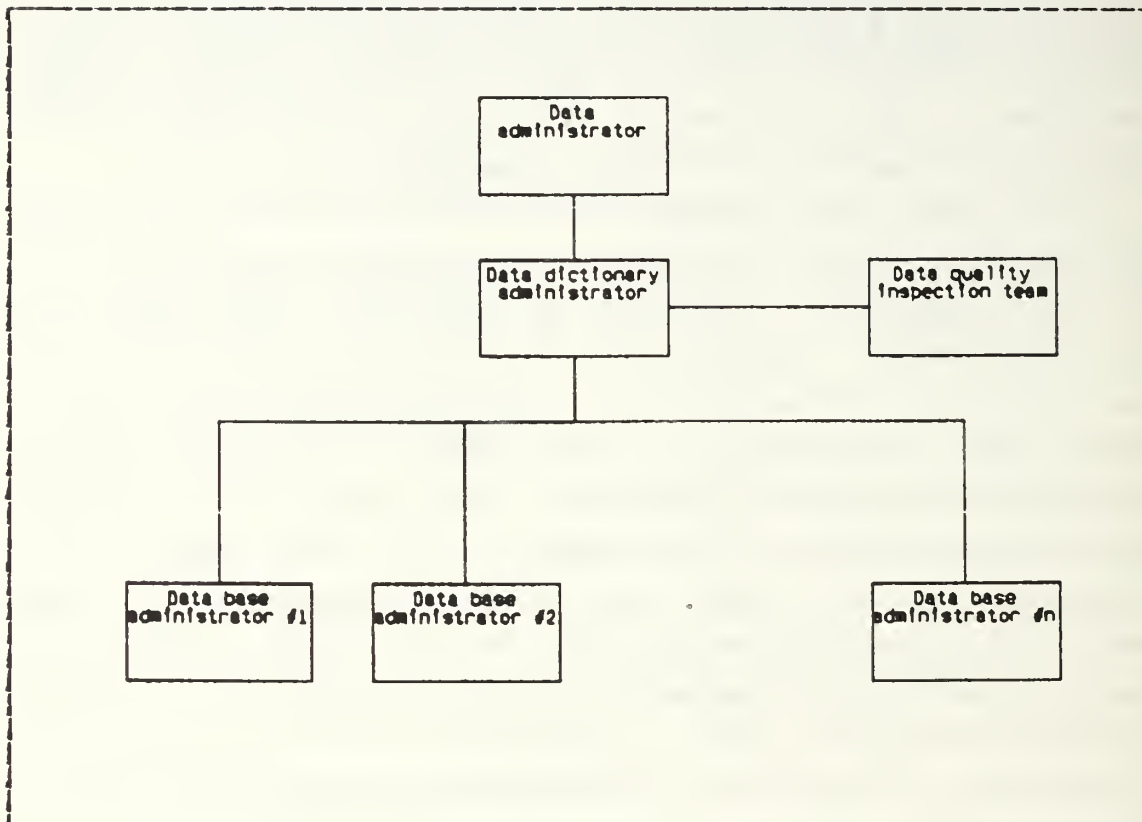 Data
administrator
Data dictionary
administrator
Data quality
inspection team
Data base
administrator #1
Data base
administrator #2
Data base
administrator #n